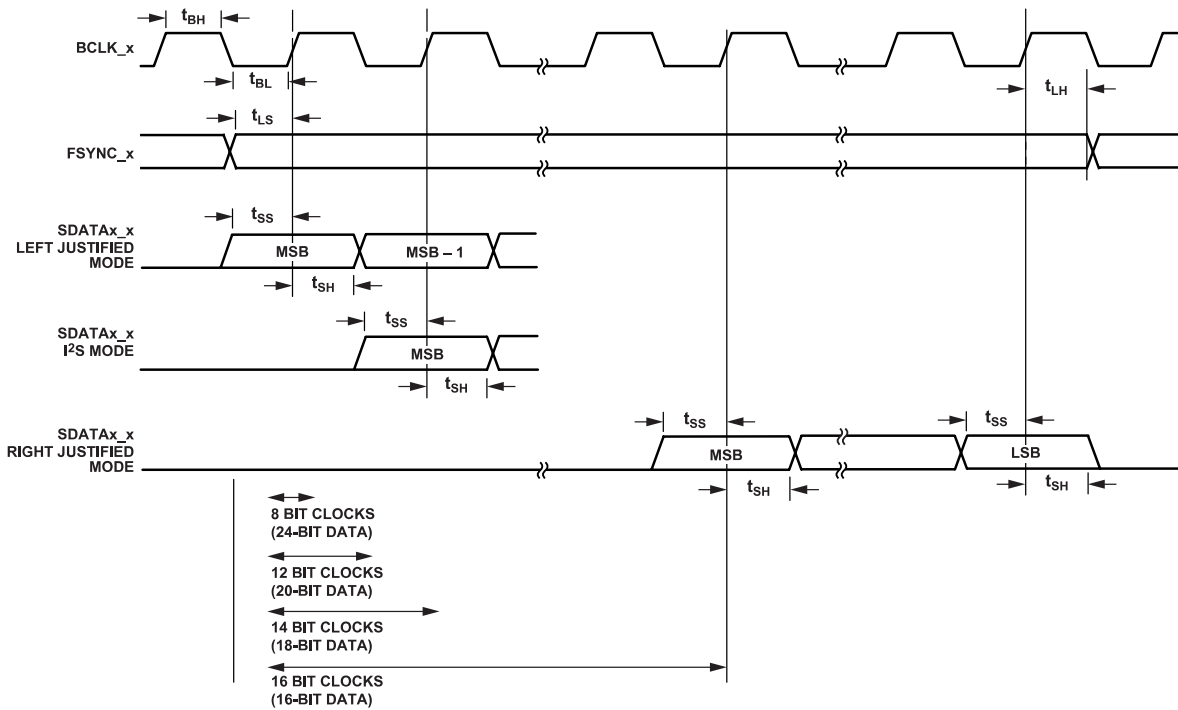 tBH
BCLK_x
tBL
tLH
tLS
FSYNC_x
tSS
SDATAx_x
LEFT JUSTIFIED
MODE
MSB
MSB – 1
tSH
tSS
SDATAx_x
I²S MODE
MSB
tSH
tSS
tSS
SDATAx_x
RIGHT JUSTIFIED
MODE
MSB
LSB
tSH
tSH
8 BIT CLOCKS
(24-BIT DATA)
12 BIT CLOCKS
(20-BIT DATA)
14 BIT CLOCKS
(18-BIT DATA)
16 BIT CLOCKS
(16-BIT DATA)